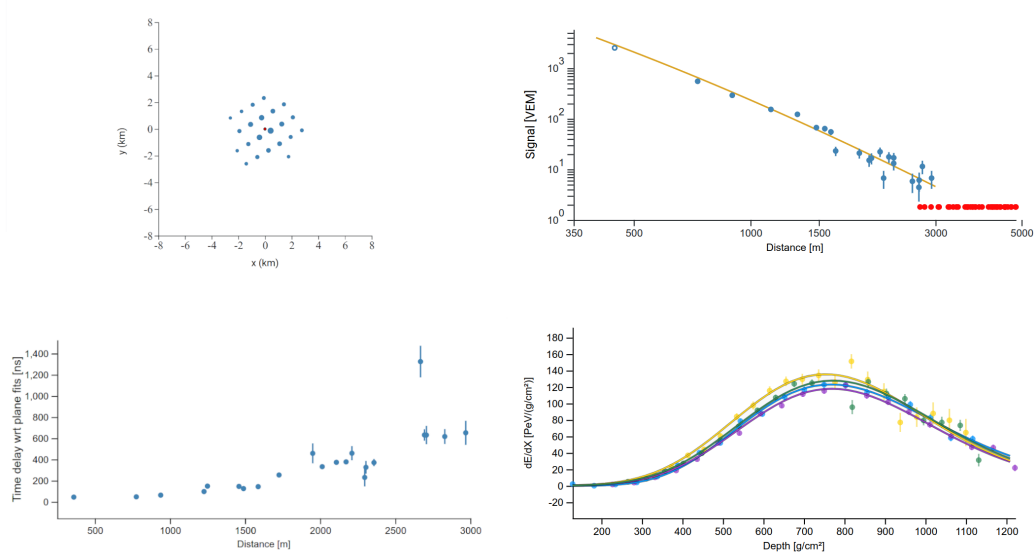 8
6
4
2
0
-2
-4
-6
-8
y (km)
-8 -6 -4 -2 0 2 4 6 8
x (km)
10³
10²
10¹
10⁰
Signal [VEM]
350 500 1000 1500 3000 5000
Distance [m]
1,400
1,200
1,000
800
600
400
200
0
Time delay wrt plane fits [ns]
500 1000 1500 2000 2500 3000
Distance [m]
180
160
140
120
100
80
60
40
20
0
-20
dE/dX [PeV/(g/cm²)]
200 300 400 500 600 700 800 900 1000 1100 1200
Depth [g/cm²]